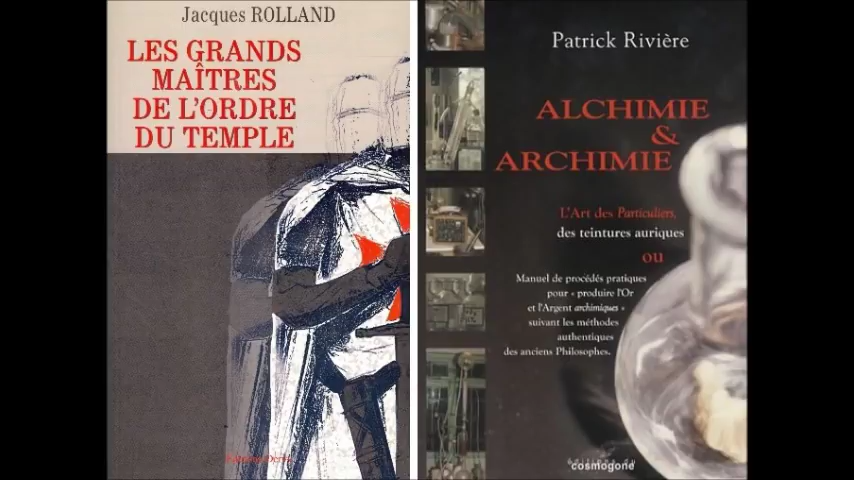 Jacques ROLLAND
LES GRANDS
MAÎTRES
DE L'ORDRE
DU TEMPLE
Patrick Rivière
ALCHIMIE
&
ARCHIMIE
L'Art des Particuliers,
des teintures auriques
ou
Manuel de procédés pratiques
pour « produire l'Or
et l'Argent archimiques »
suivant les méthodes
authentiques
des anciens Philosophes.
éditions du
cosmogone